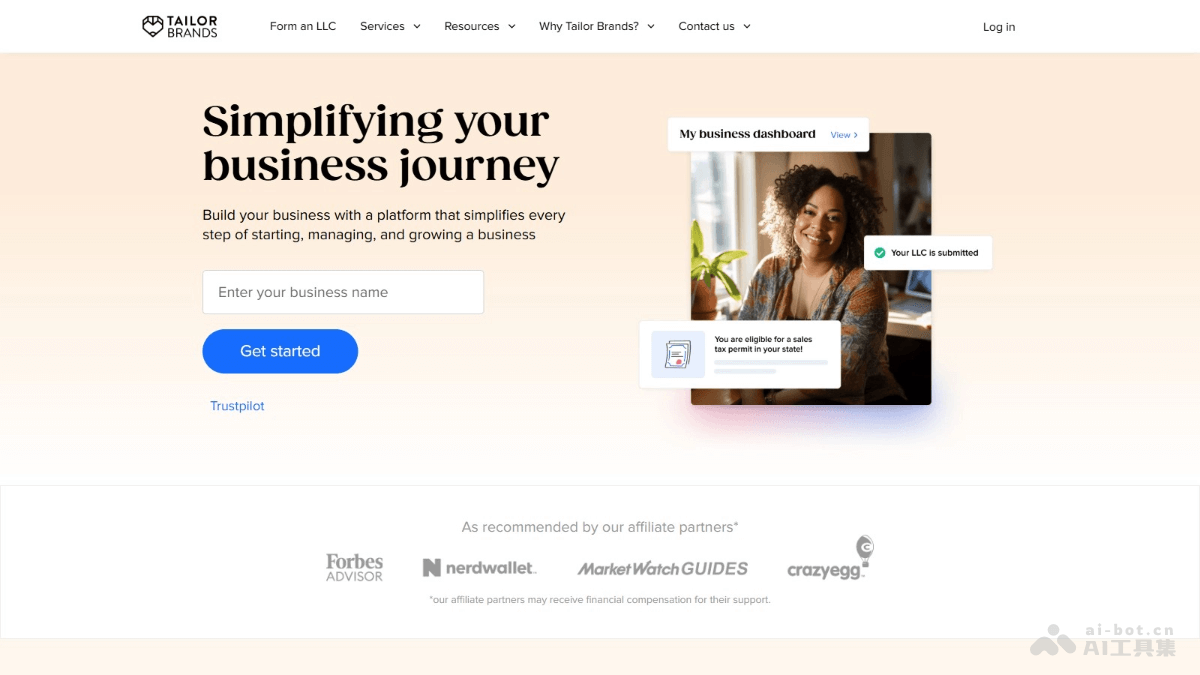 TAILOR
BRANDS
Form an LLC
Services
Resources
Why Tailor Brands?
Contact us
Log in
Simplifying your
business journey
Build your business with a platform that simplifies every
step of starting, managing, and growing a business
Enter your business name
Get started
Trustpilot
My business dashboard
View >
Your LLC is submitted
You are eligible for a sales
tax permit in your state!
As recommended by our affiliate partners*
Forbes
ADVISOR
nerdwallet
MarketWatch GUIDES
crazyegg
*our affiliate partners may receive financial compensation for their support.
ai-bot.cn
AI工具集